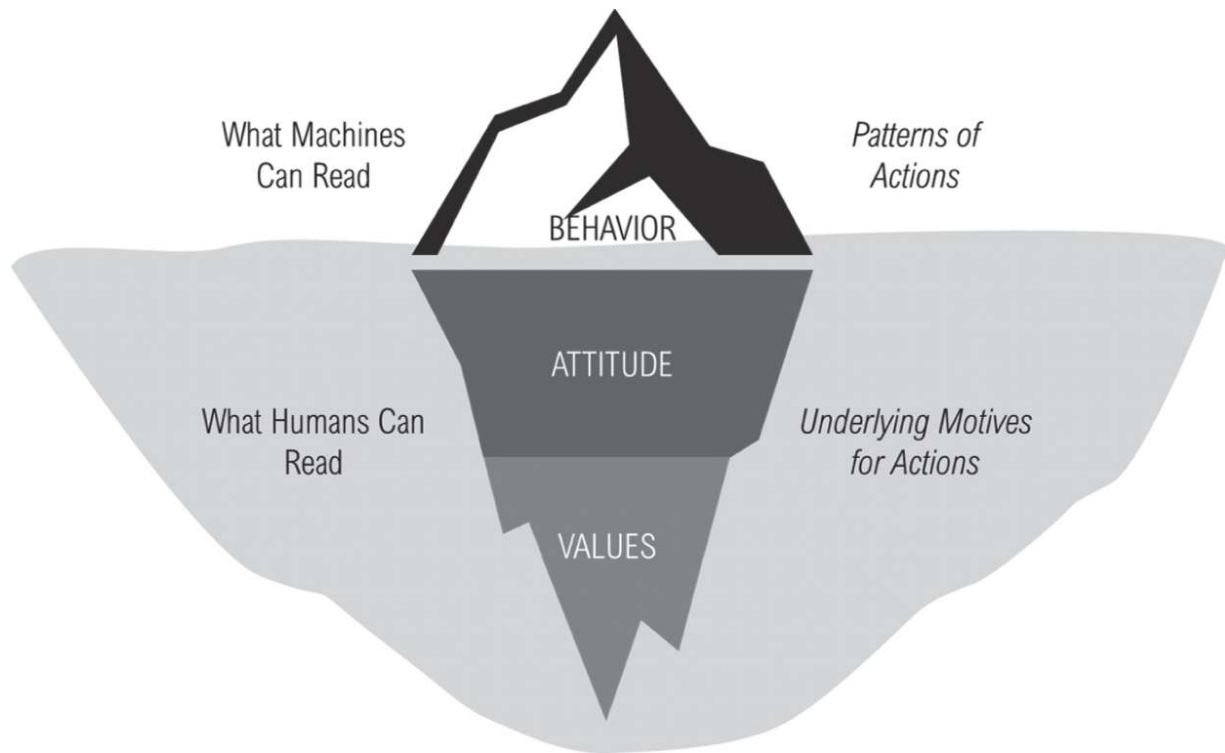 What Machines
Can Read
Patterns of
Actions
BEHAVIOR
ATTITUDE
What Humans Can
Read
Underlying Motives
for Actions
VALUES